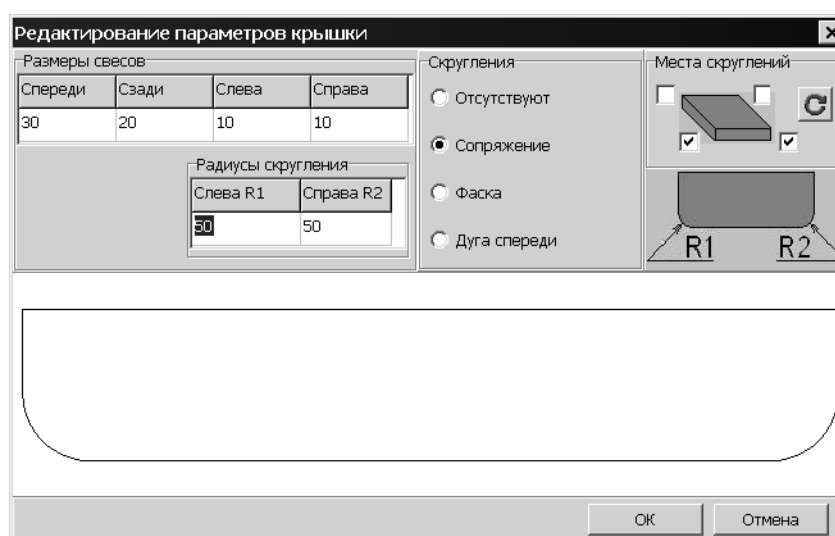 Редактирование параметров крышки
Размеры свесов
Спереди Сзади Слева Справа
30 20 10 10
Радиусы скругления
Слева R1 Справа R2
50 50
Скругления
Отсутствуют
Сопряжение
Фаска
Дуга спереди
Места скруглений
R1 R2
ОК Отмена